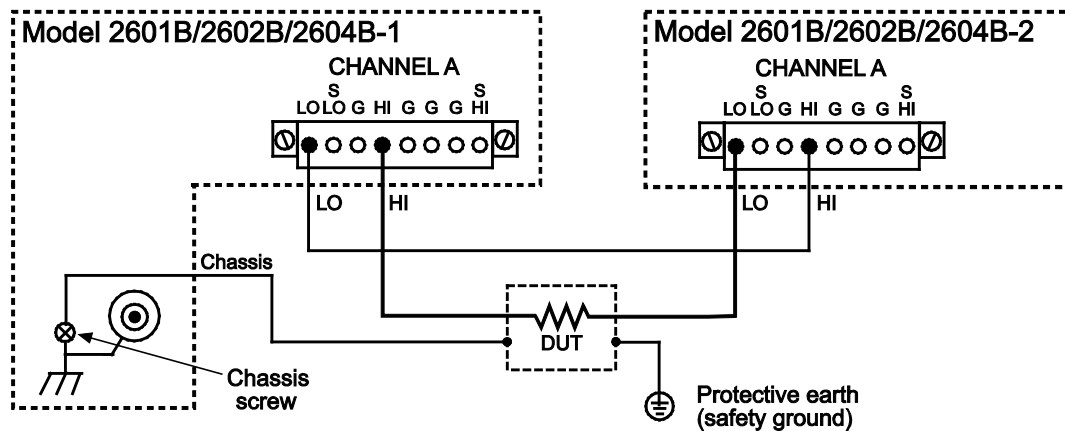 Model 2601B/2602B/2604B-1
CHANNEL A
S S
LO LO G HI G G G HI
LO HI
Model 2601B/2602B/2604B-2
CHANNEL A
S S
LO LO G HI G G G HI
LO HI
Chassis
DUT
Chassis
screw
Protective earth
(safety ground)